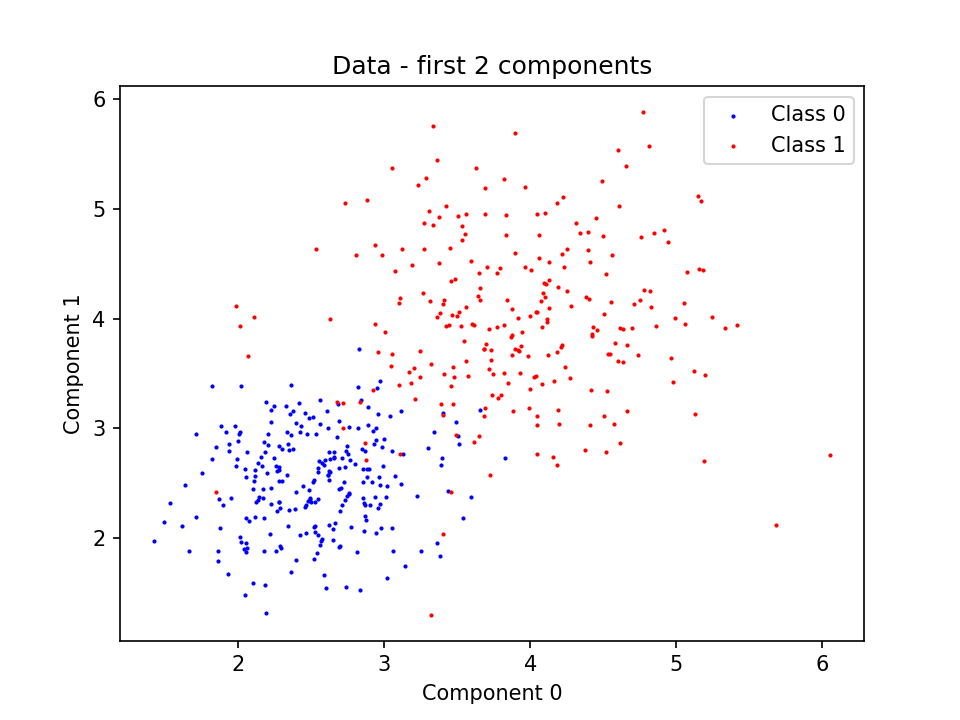 Data - first 2 components
6
5
4
3
2
Component 1
Class 0
Class 1
2 3 4 5 6
Component 0